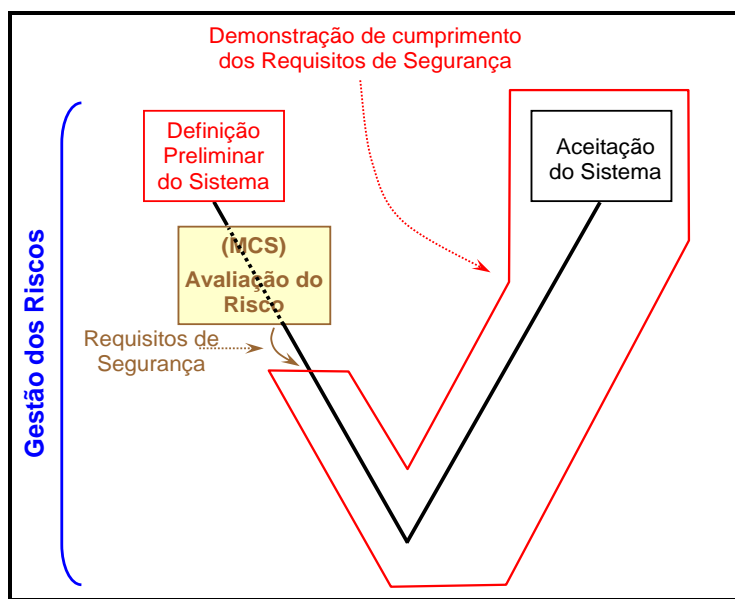 Demonstração de cumprimento
dos Requisitos de Segurança
Definição
Preliminar
do Sistema
Aceitação
do Sistema
(MCS)
Avaliação do
Risco
Requisitos de
Segurança
Gestão dos Riscos